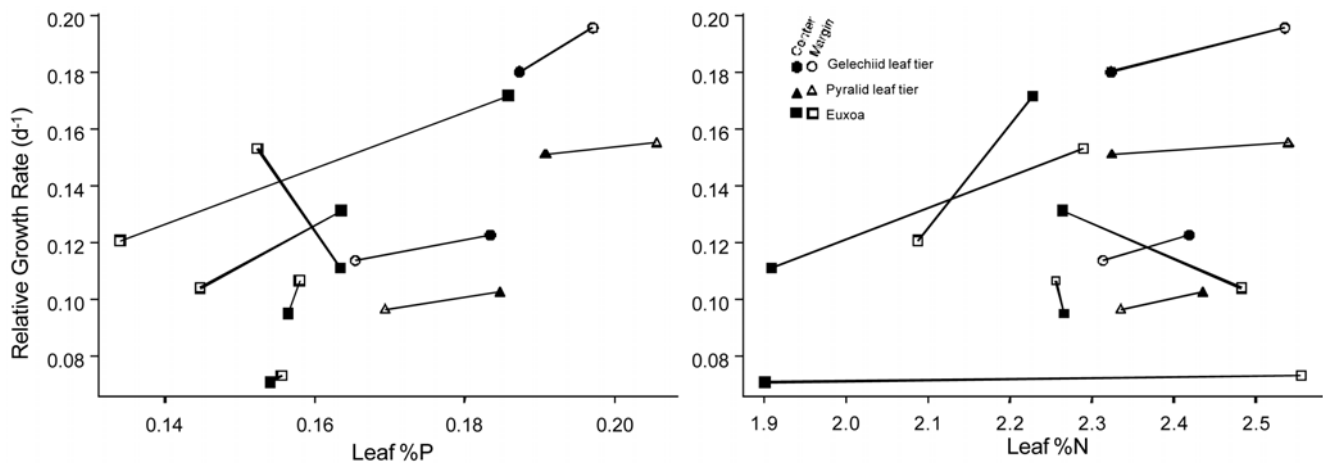 0.20
0.18
0.16
0.14
0.12
0.10
0.08
Relative Growth Rate (d-1)
0.14 0.16 0.18 0.20
Leaf %P
0.20
0.18
0.16
0.14
0.12
0.10
0.08
Center
Margin
Gelechiid leaf tier
Pyralid leaf tier
Euxoa
1.9 2.0 2.1 2.2 2.3 2.4 2.5
Leaf %N